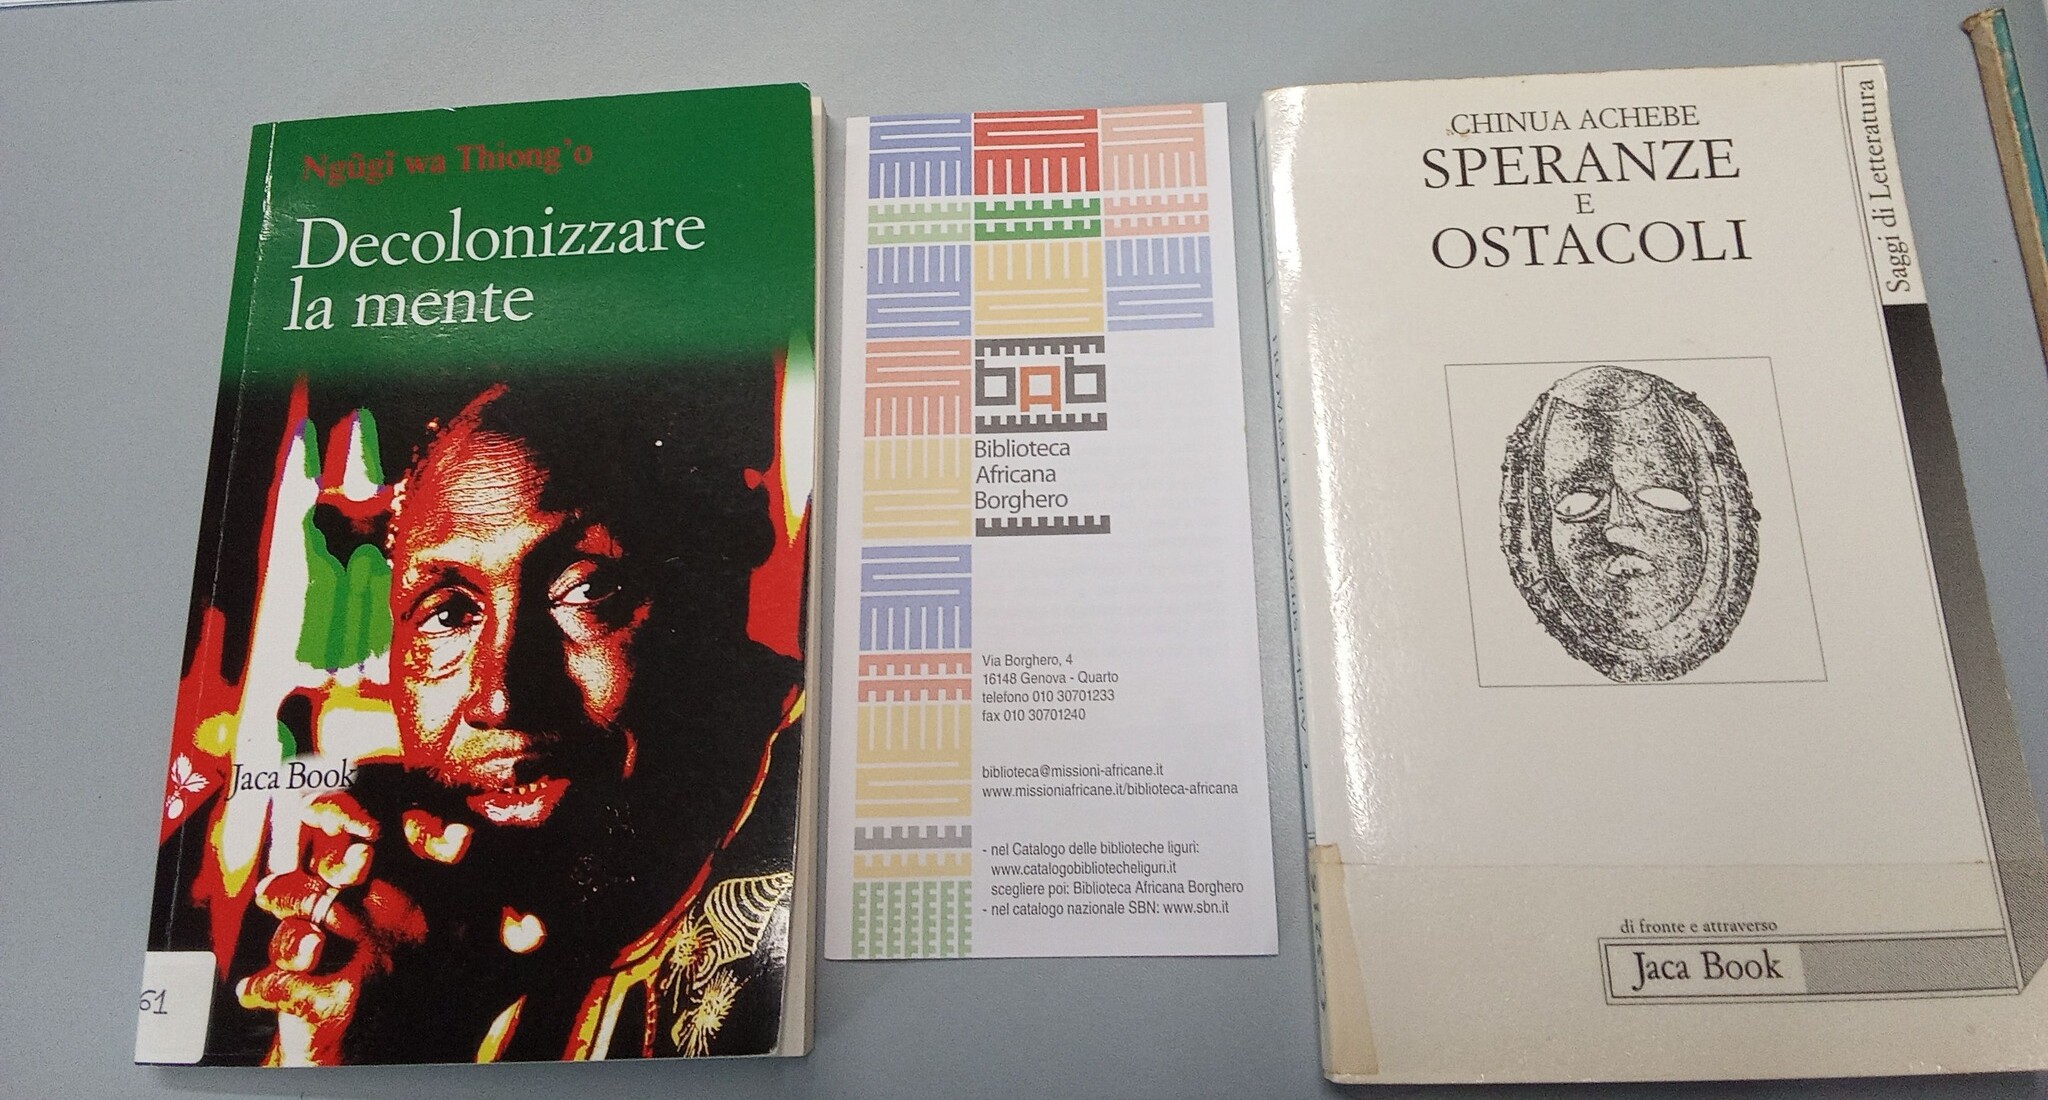 Ngũgĩ wa Thiong'o
Decolonizzare
la mente
Jaca Book
61
bAb
Biblioteca
Africana
Borghero
Via Borghero, 4
16148 Genova - Quarto
telefono 010 30701233
fax 010 30701240
biblioteca@missioni-africane.it
www.missioniafricane.it/biblioteca-africana
- nel Catalogo delle biblioteche liguri:
www.catalogobibliotecheliguri.it
scegliere poi: Biblioteca Africana Borghero
- nel catalogo nazionale SBN: www.sbn.it
CHINUA ACHEBE
SPERANZE
E
OSTACOLI
Saggi di Letteratura
di fronte e attraverso
Jaca Book